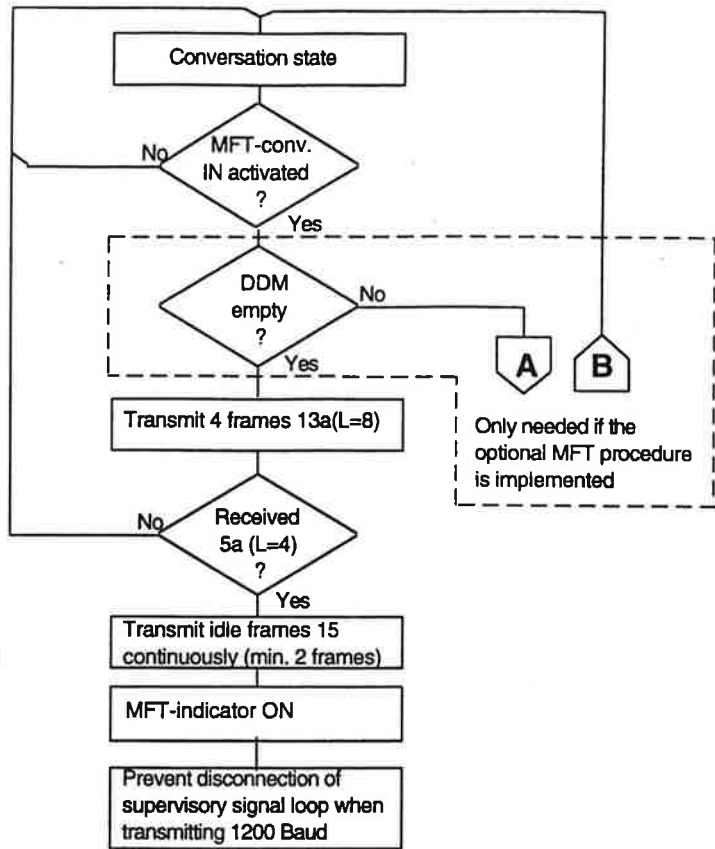 Conversation state
MFT-conv.
IN activated
?
No
Yes
DDM
empty
?
No
Yes
A
B
Transmit 4 frames 13a(L=8)
Only needed if the
optional MFT procedure
is implemented
Received
5a (L=4)
?
No
Yes
Transmit idle frames 15
continuously (min. 2 frames)
MFT-indicator ON
Prevent disconnection of
supervisory signal loop when
transmitting 1200 Baud